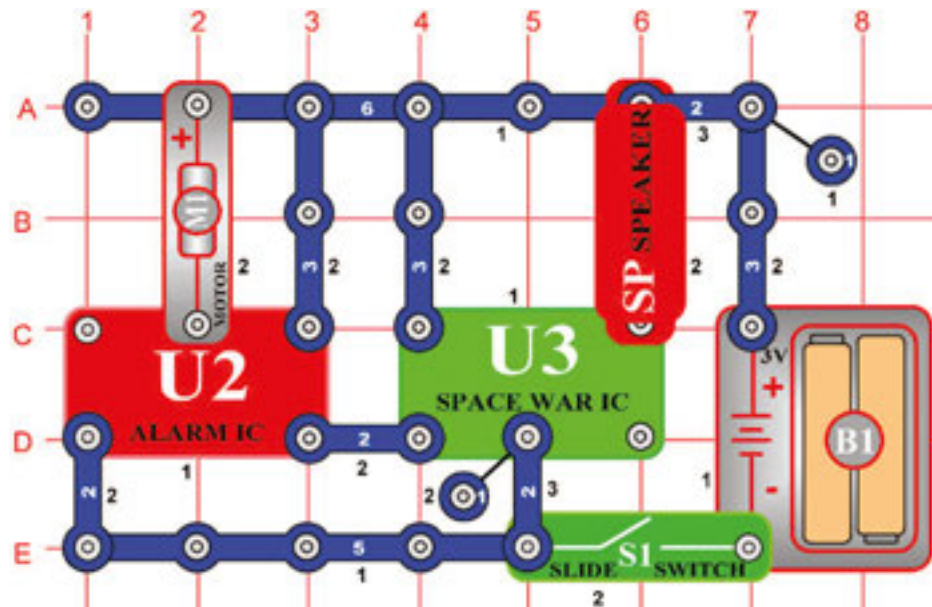 1 2 3 4 5 6 7 8
A 6 2
1 3
+ SPEAKER 1
M1 1
B
2 3 2 3 2 SP 2 3 2
MOTOR 1
C
U2 U3 3V
SPACE WAR IC +
D ALARM IC B1
2
1 2
2 2 2 1 2 3 1 -
E 5 S1
1 SLIDE SWITCH
2